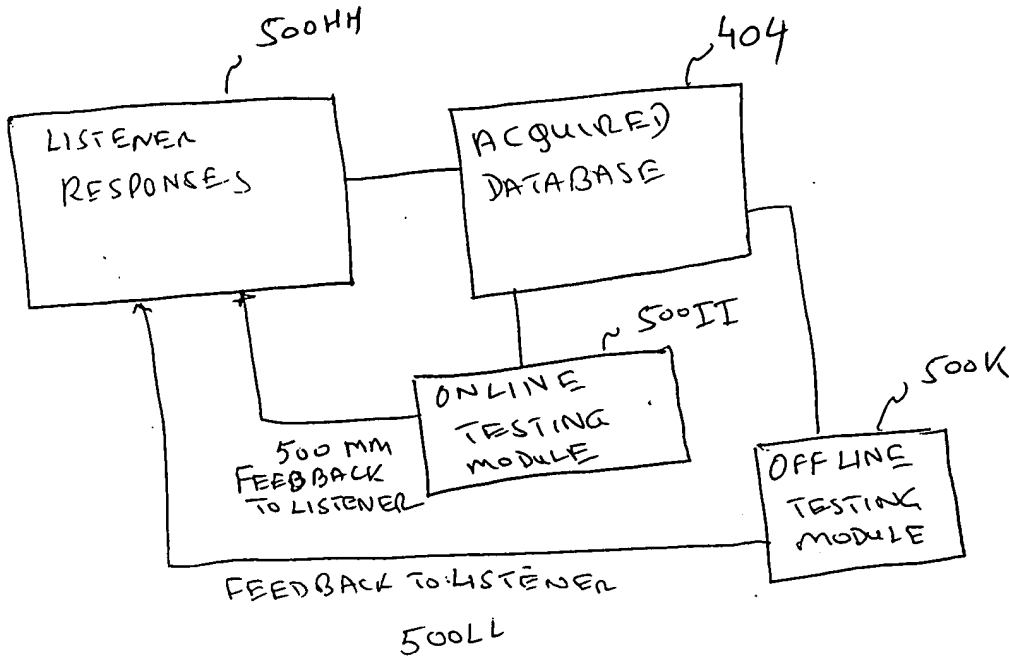 500HH
404
LISTENER
RESPONSES
ACQUIRED
DATABASE
500II
500K
ONLINE
TESTING
MODULE
500 MM
FEEDBACK
TO LISTENER
OFFLINE
TESTING
MODULE
FEEDBACK TO LISTENER
500LL